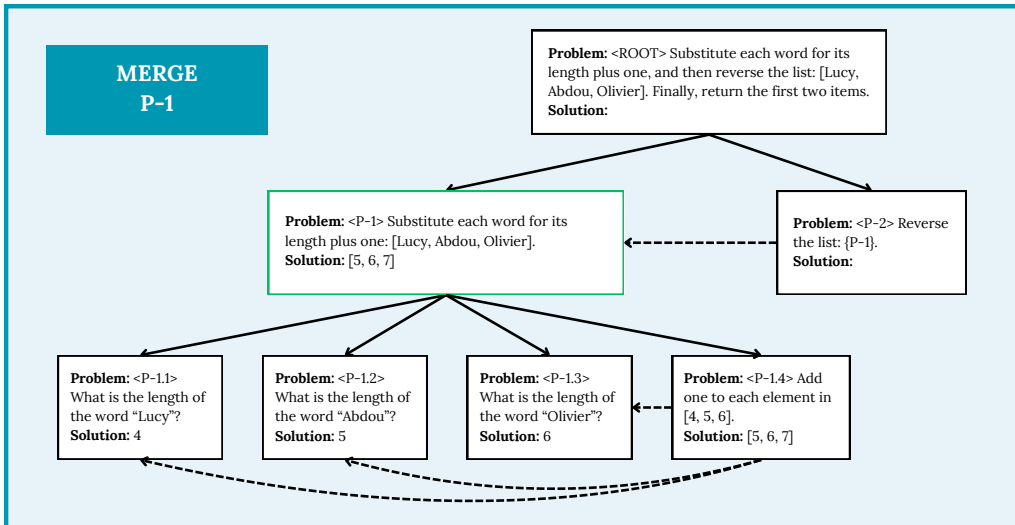 MERGE
P-1
Problem: <ROOT> Substitute each word for its
length plus one, and then reverse the list: [Lucy,
Abdou, Olivier]. Finally, return the first two items.
Solution:
Problem: <P-1> Substitute each word for its
length plus one: [Lucy, Abdou, Olivier].
Solution: [5, 6, 7]
Problem: <P-2> Reverse
the list: {P-1}.
Solution:
Problem: <P-1.1>
What is the length of
the word “Lucy”?
Solution: 4
Problem: <P-1.2>
What is the length of
the word “Abdou”?
Solution: 5
Problem: <P-1.3>
What is the length of
the word “Olivier”?
Solution: 6
Problem: <P-1.4> Add
one to each element in
[4, 5, 6].
Solution: [5, 6, 7]